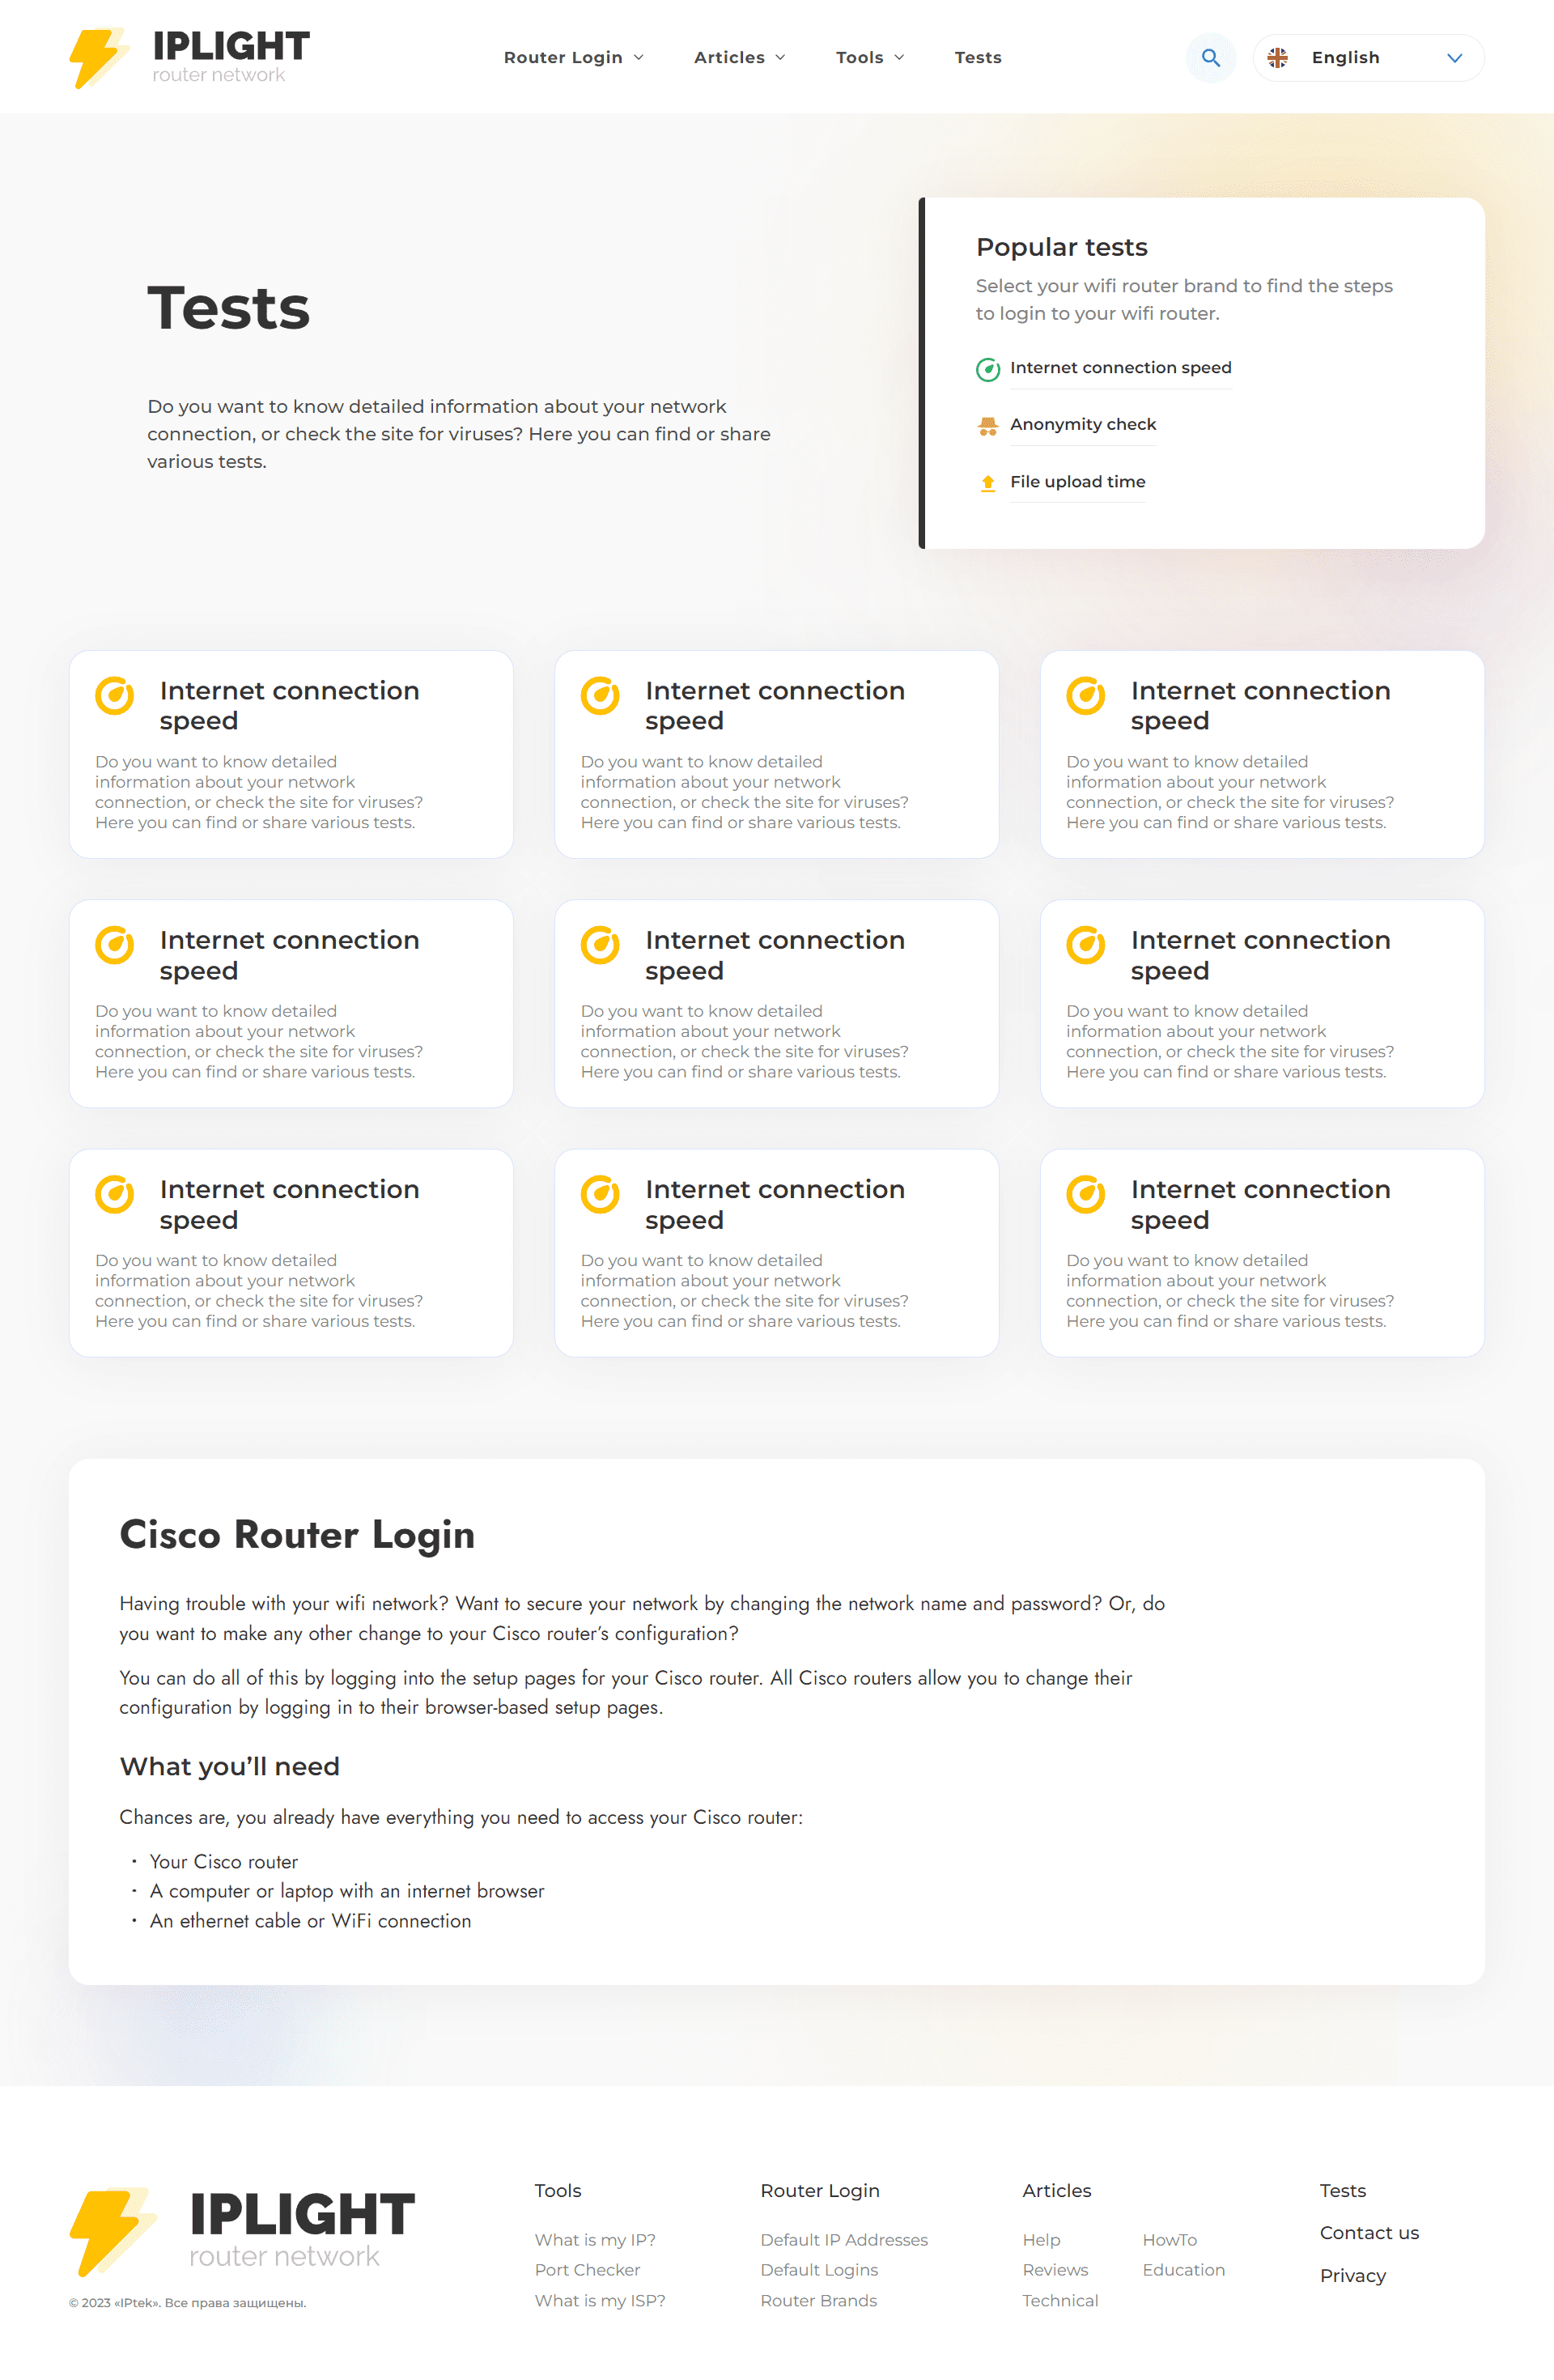 IPLIGHT
router network
Router Login
Articles
Tools
Tests
English
Tests
Do you want to know detailed information about your network
connection, or check the site for viruses? Here you can find or share
various tests.
Popular tests
Select your wifi router brand to find the steps
to login to your wifi router.
Internet connection speed
Anonymity check
File upload time
Internet connection
speed
Do you want to know detailed
information about your network
connection, or check the site for viruses?
Here you can find or share various tests.
Internet connection
speed
Do you want to know detailed
information about your network
connection, or check the site for viruses?
Here you can find or share various tests.
Internet connection
speed
Do you want to know detailed
information about your network
connection, or check the site for viruses?
Here you can find or share various tests.
Internet connection
speed
Do you want to know detailed
information about your network
connection, or check the site for viruses?
Here you can find or share various tests.
Internet connection
speed
Do you want to know detailed
information about your network
connection, or check the site for viruses?
Here you can find or share various tests.
Internet connection
speed
Do you want to know detailed
information about your network
connection, or check the site for viruses?
Here you can find or share various tests.
Internet connection
speed
Do you want to know detailed
information about your network
connection, or check the site for viruses?
Here you can find or share various tests.
Internet connection
speed
Do you want to know detailed
information about your network
connection, or check the site for viruses?
Here you can find or share various tests.
Internet connection
speed
Do you want to know detailed
information about your network
connection, or check the site for viruses?
Here you can find or share various tests.
Cisco Router Login
Having trouble with your wifi network? Want to secure your network by changing the network name and password? Or, do
you want to make any other change to your Cisco router’s configuration?
You can do all of this by logging into the setup pages for your Cisco router. All Cisco routers allow you to change their
configuration by logging in to their browser-based setup pages.
What you’ll need
Chances are, you already have everything you need to access your Cisco router:
• Your Cisco router
• A computer or laptop with an internet browser
• An ethernet cable or WiFi connection
IPLIGHT
router network
© 2023 «IPtek». Все права защищены.
Tools
What is my IP?
Port Checker
What is my ISP?
Router Login
Default IP Addresses
Default Logins
Router Brands
Articles
Help
Reviews
Technical
HowTo
Education
Tests
Contact us
Privacy